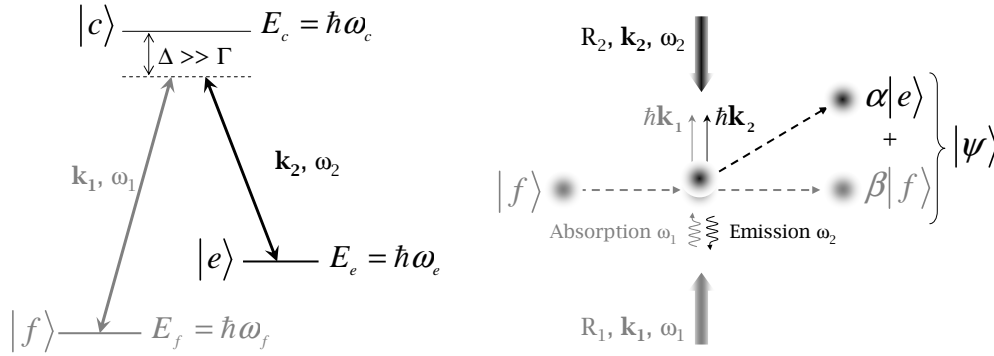 |c⟩ E_c = ħω_c
Δ >> Γ
k₁, ω₁
k₂, ω₂
|e⟩ E_e = ħω_e
|f⟩ E_f = ħω_f
R₂, k₂, ω₂
ħk₁ ħk₂
α|e⟩
+
|ψ⟩
|f⟩
β|f⟩
Absorption ω₁
Emission ω₂
R₁, k₁, ω₁